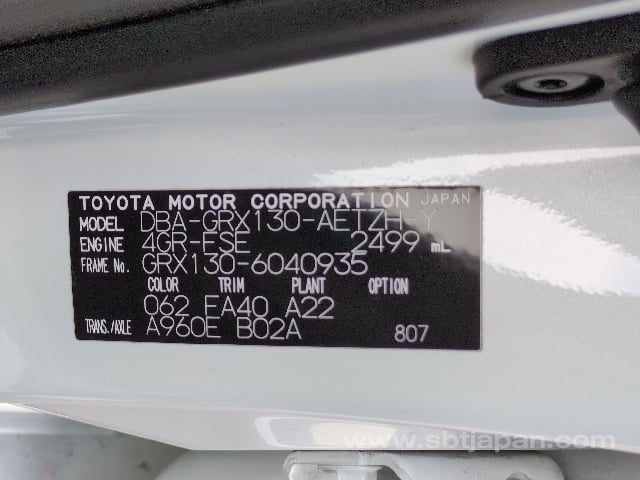 TOYOTA MOTOR CORPORATION JAPAN
MODEL DBA-GRX130-AETZH-Y
ENGINE 4GR-FSE 2499 mL
FRAME No. GRX130-6040935
COLOR TRIM PLANT OPTION
062 EA40 A22
TRANS./AXLE A960E B02A 807
www.sbtjapan.com/